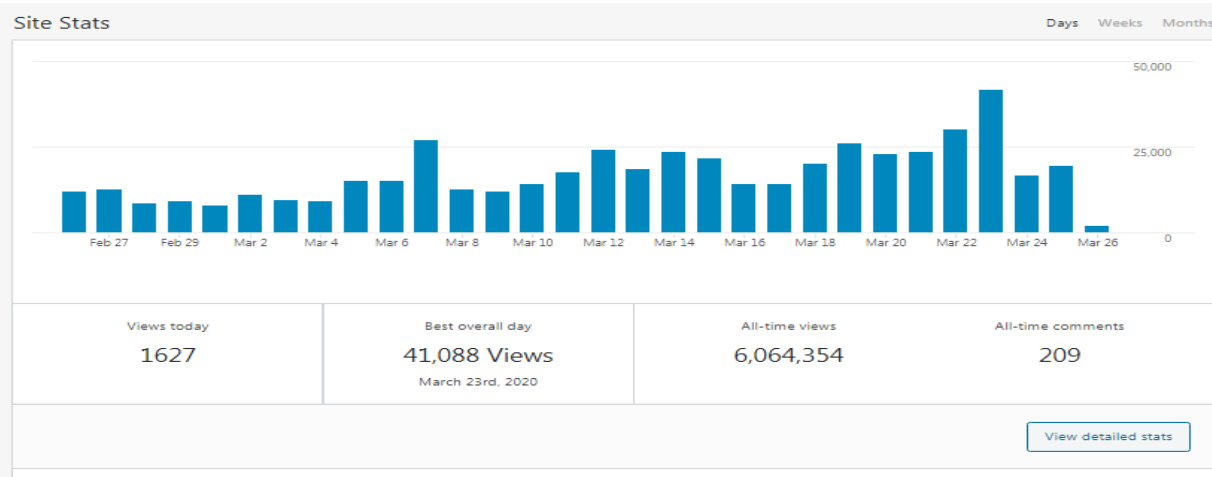 Site Stats
Days Weeks Months
50,000
25,000
0
Feb 27 Feb 29 Mar 2 Mar 4 Mar 6 Mar 8 Mar 10 Mar 12 Mar 14 Mar 16 Mar 18 Mar 20 Mar 22 Mar 24 Mar 26
Views today
1627
Best overall day
41,088 Views
March 23rd, 2020
All-time views
6,064,354
All-time comments
209
View detailed stats